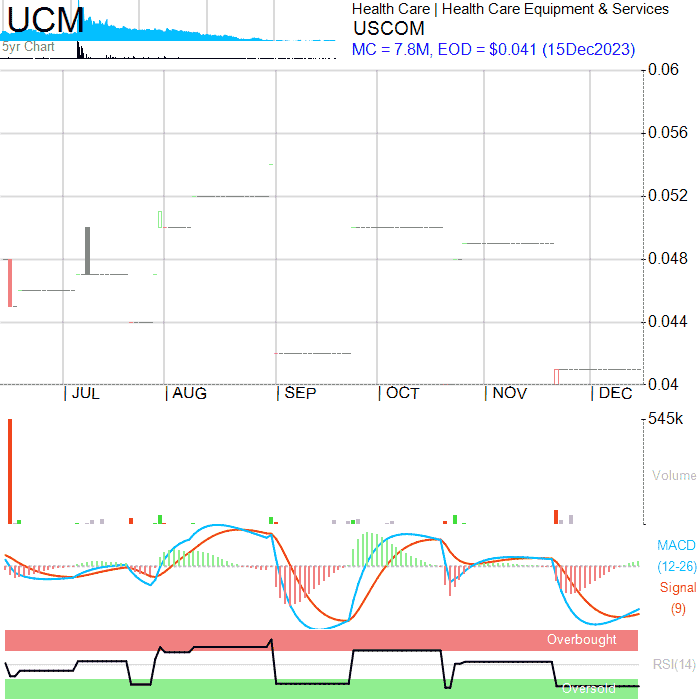 UCM
5yr Chart
Health Care | Health Care Equipment & Services
USCOM
MC = 7.8M, EOD = $0.041 (15Dec2023)
0.06
0.056
0.052
0.048
0.044
0.04
JUL AUG SEP OCT NOV DEC
545k
Volume
MACD
(12-26)
Signal
(9)
Overbought
RSI(14)
Oversold